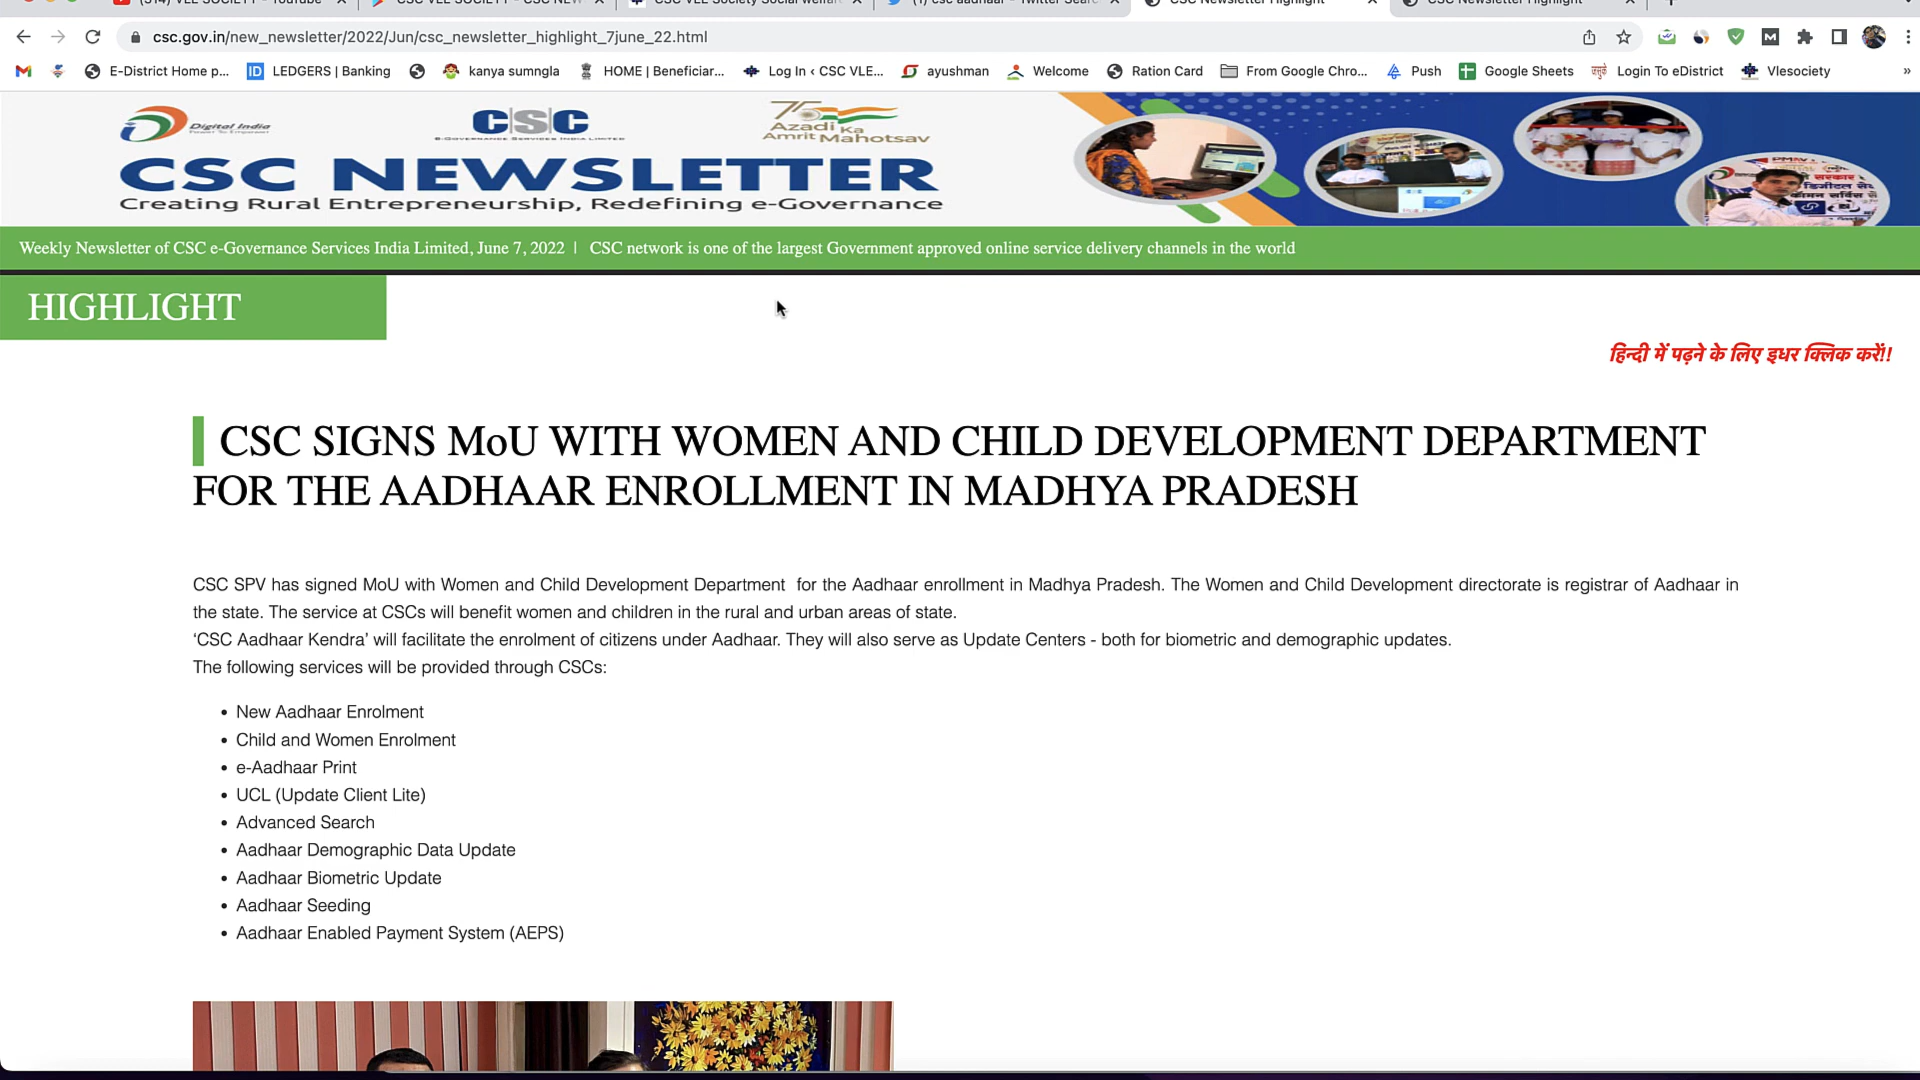 csc.gov.in/new_newsletter/2022/Jun/csc_newsletter_highlight_7june_22.html
E-District Home p... LEDGERS | Banking kanya sumngla HOME | Beneficiar... Log In ‹ CSC VLE... ayushman Welcome Ration Card From Google Chro... Push Google Sheets Login To eDistrict Vlesociety »
Digital India
Power To Empower
CSC
E-GOVERNANCE SERVICES INDIA LIMITED
75
Azadi Ka
Amrit Mahotsav
CSC NEWSLETTER
Creating Rural Entrepreneurship, Redefining e-Governance
Weekly Newsletter of CSC e-Governance Services India Limited, June 7, 2022 | CSC network is one of the largest Government approved online service delivery channels in the world
HIGHLIGHT
हिन्दी में पढ़ने के लिए इधर क्लिक करें!!
CSC SIGNS MoU WITH WOMEN AND CHILD DEVELOPMENT DEPARTMENT
FOR THE AADHAAR ENROLLMENT IN MADHYA PRADESH
CSC SPV has signed MoU with Women and Child Development Department for the Aadhaar enrollment in Madhya Pradesh. The Women and Child Development directorate is registrar of Aadhaar in
the state. The service at CSCs will benefit women and children in the rural and urban areas of state.
‘CSC Aadhaar Kendra’ will facilitate the enrolment of citizens under Aadhaar. They will also serve as Update Centers - both for biometric and demographic updates.
The following services will be provided through CSCs:
• New Aadhaar Enrolment
• Child and Women Enrolment
• e-Aadhaar Print
• UCL (Update Client Lite)
• Advanced Search
• Aadhaar Demographic Data Update
• Aadhaar Biometric Update
• Aadhaar Seeding
• Aadhaar Enabled Payment System (AEPS)